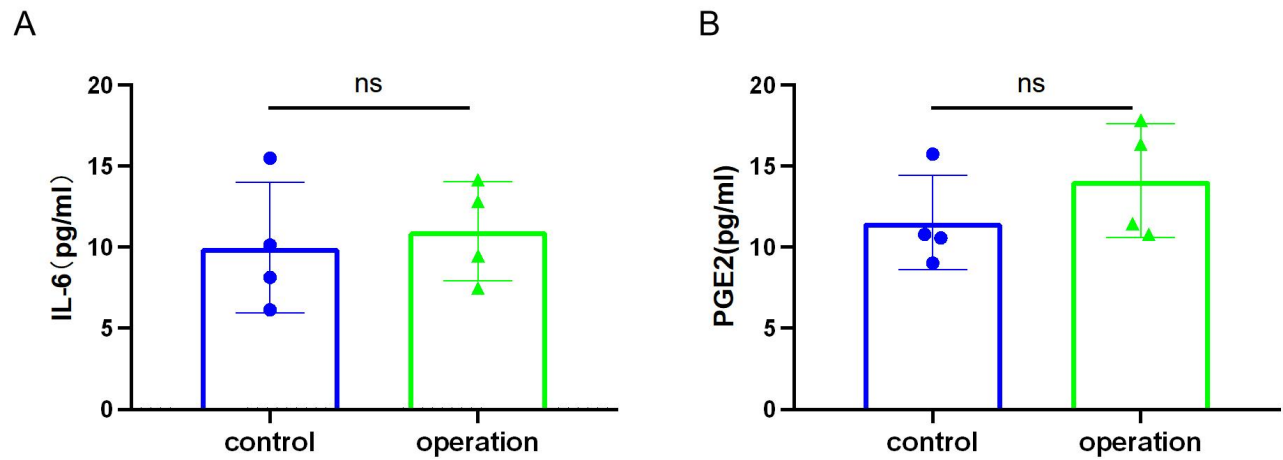 A
IL-6（pg/ml）
20
15
10
5
0
ns
control
operation
B
PGE2(pg/ml)
20
15
10
5
0
ns
control
operation